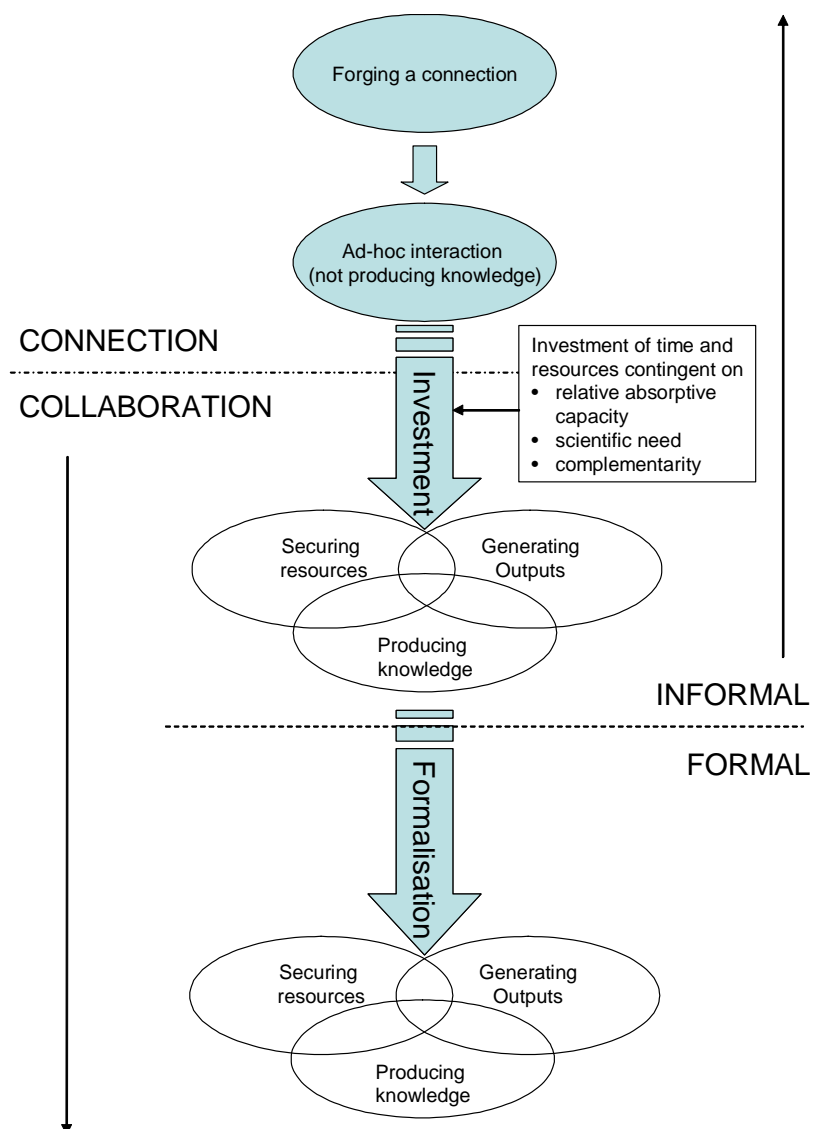 Forging a connection
Ad-hoc interaction
(not producing knowledge)
CONNECTION
COLLABORATION
Investment
Investment of time and
resources contingent on
• relative absorptive
capacity
• scientific need
• complementarity
Securing
resources
Generating
Outputs
Producing
knowledge
INFORMAL
FORMAL
Formalisation
Securing
resources
Generating
Outputs
Producing
knowledge